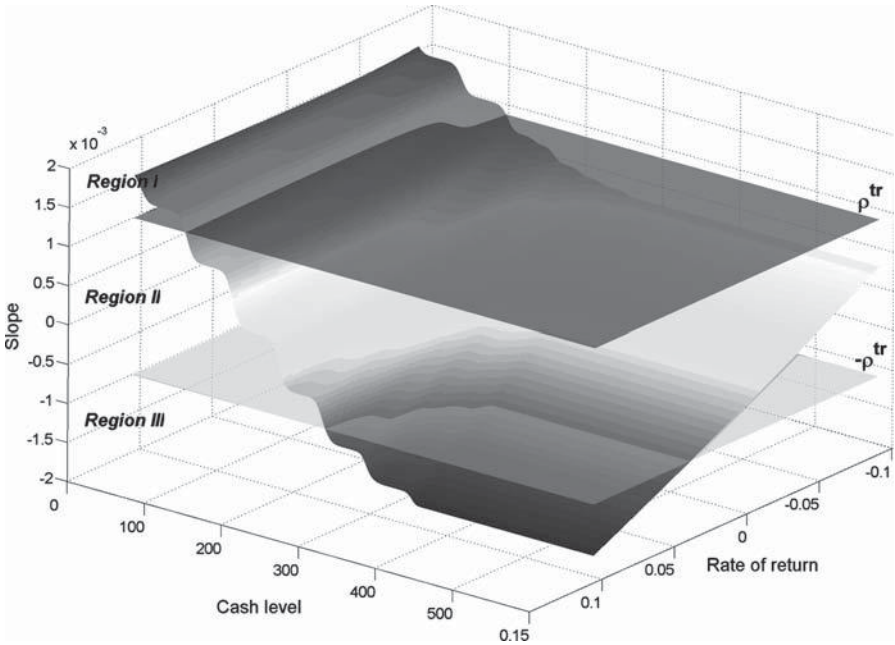 x 10⁻³
2
1.5
1
0.5
0
-0.5
-1
-1.5
-2
Slope
Region I
Region II
Region III
ρᵗʳ
-ρᵗʳ
0
100
200
300
400
500
Cash level
0.15
0.1
0.05
0
-0.05
-0.1
Rate of return